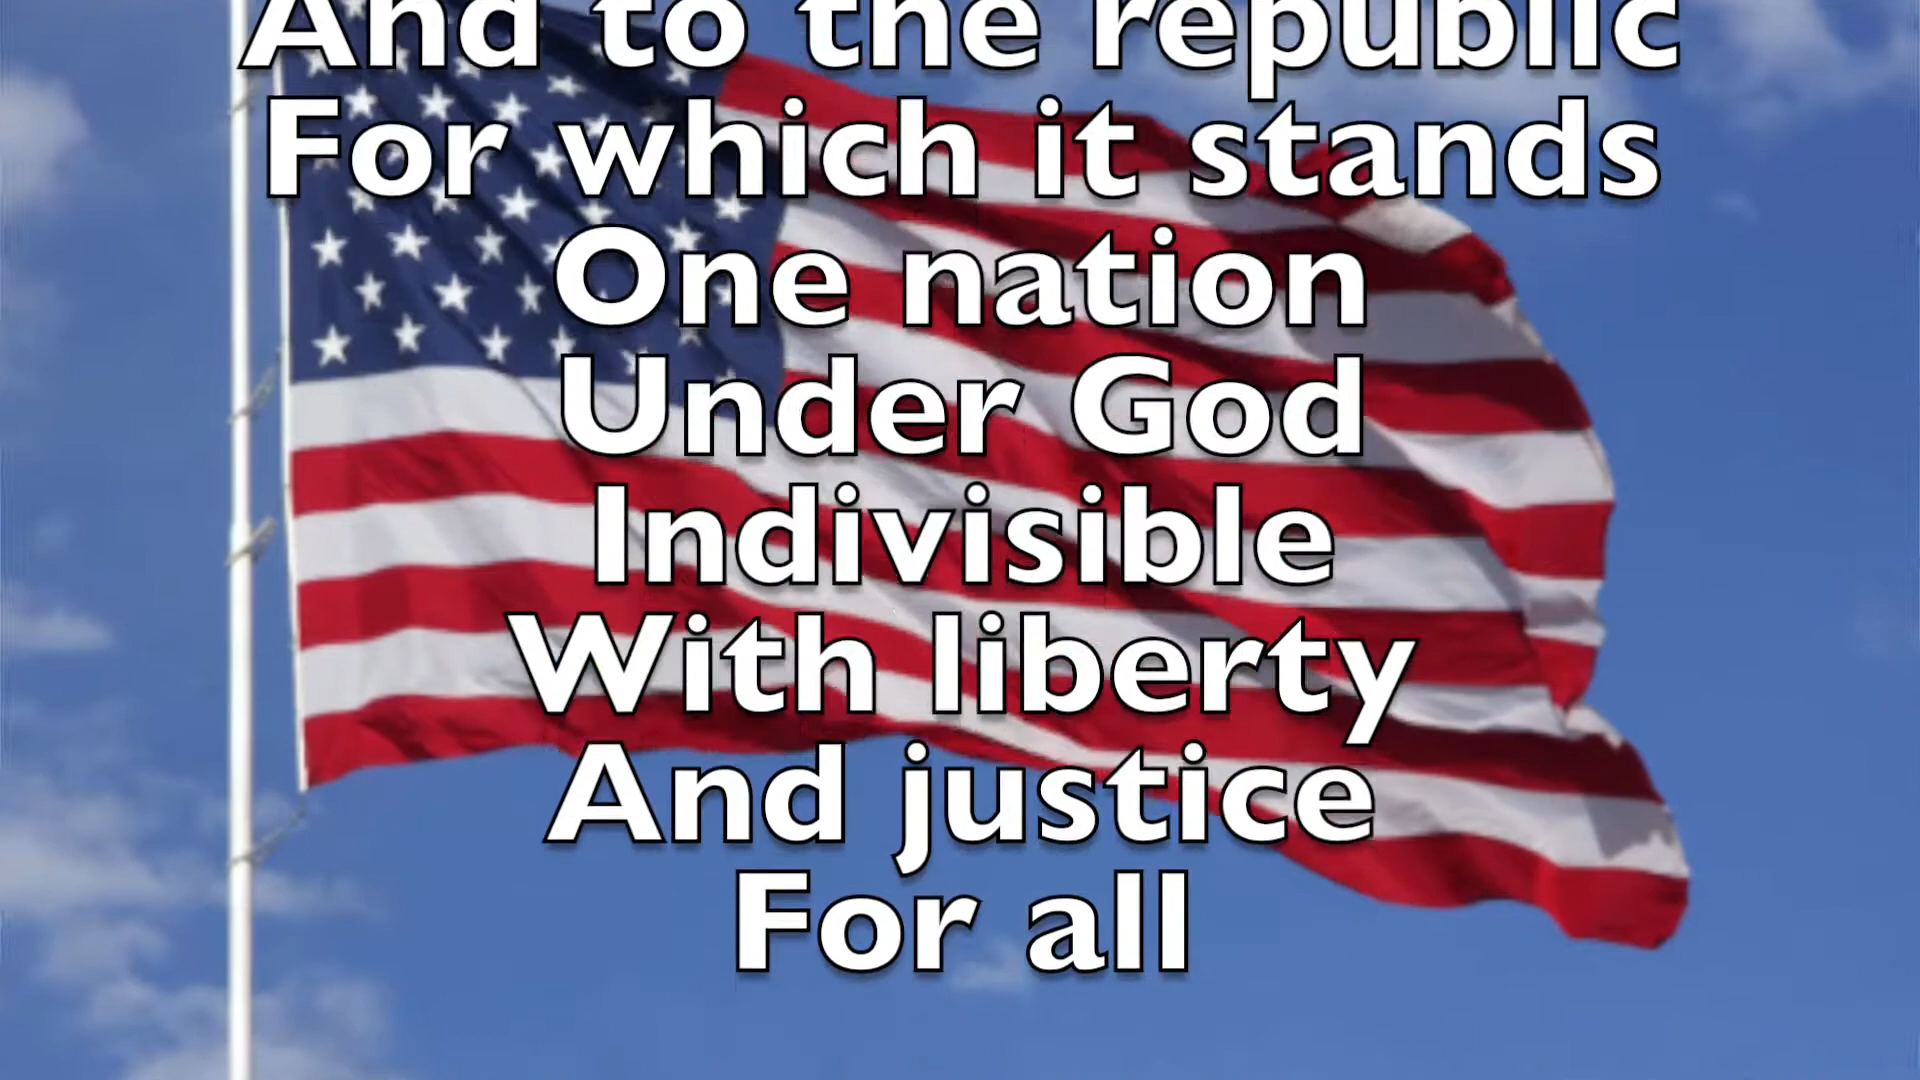 And to the republic
For which it stands
One nation
Under God
Indivisible
With liberty
And justice
For all